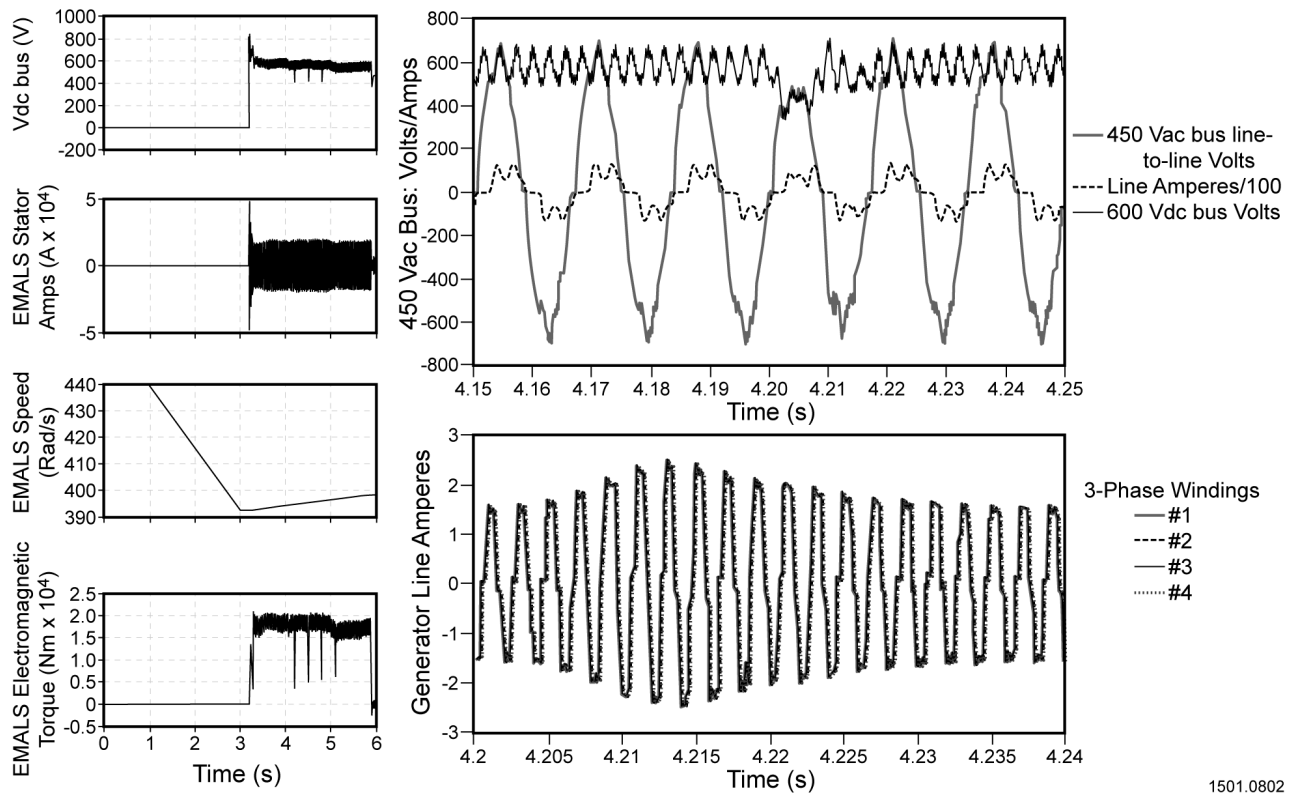 Vdc bus (V)
1000
800
600
400
200
0
-200
EMALS Stator
Amps (A x 10⁴)
5
0
-5
EMALS Speed
(Rad/s)
440
430
420
410
400
390
EMALS Electromagnetic
Torque (Nm x 10⁴)
2.5
2.0
1.5
1.0
0.5
0
-0.5
0 1 2 3 4 5 6
Time (s)
450 Vac Bus: Volts/Amps
800
600
400
200
0
-200
-400
-600
-800
4.15 4.16 4.17 4.18 4.19 4.20 4.21 4.22 4.23 4.24 4.25
Time (s)
450 Vac bus line-
to-line Volts
Line Amperes/100
600 Vdc bus Volts
Generator Line Amperes
3
2
1
0
-1
-2
-3
4.2 4.205 4.21 4.215 4.22 4.225 4.23 4.235 4.24
Time (s)
3-Phase Windings
#1
#2
#3
#4
1501.0802